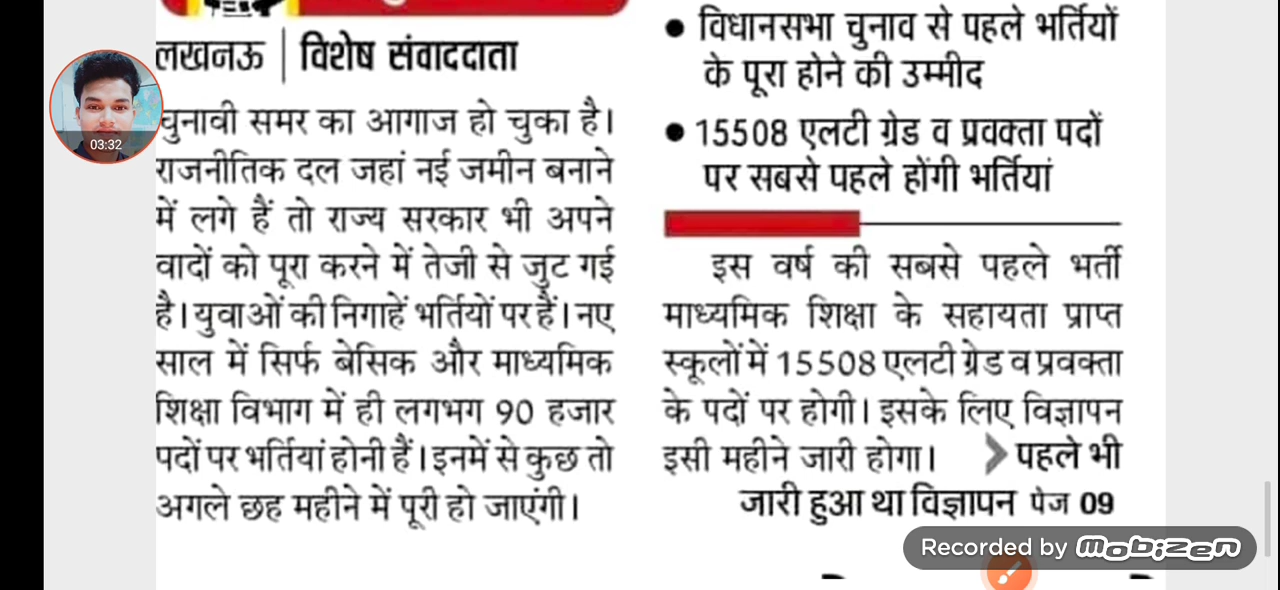 लखनऊ | विशेष संवाददाता
चुनावी समर का आगाज हो चुका है।
राजनीतिक दल जहां नई जमीन बनाने
में लगे हैं तो राज्य सरकार भी अपने
वादों को पूरा करने में तेजी से जुट गई
है। युवाओं की निगाहें भर्तियों पर हैं। नए
साल में सिर्फ बेसिक और माध्यमिक
शिक्षा विभाग में ही लगभग 90 हजार
पदों पर भर्तियां होनी हैं। इनमें से कुछ तो
अगले छह महीने में पूरी हो जाएंगी।
● विधानसभा चुनाव से पहले भर्तियों
के पूरा होने की उम्मीद
● 15508 एलटी ग्रेड व प्रवक्ता पदों
पर सबसे पहले होंगी भर्तियां
इस वर्ष की सबसे पहले भर्ती
माध्यमिक शिक्षा के सहायता प्राप्त
स्कूलों में 15508 एलटी ग्रेड व प्रवक्ता
के पदों पर होगी। इसके लिए विज्ञापन
इसी महीने जारी होगा। पहले भी
जारी हुआ था विज्ञापन पेज 09
03:32
Recorded by mobizen